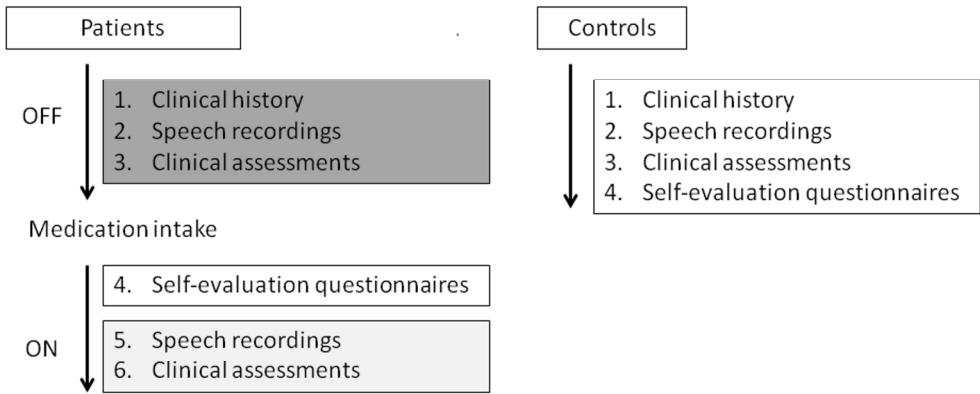 Patients
OFF
1. Clinical history
2. Speech recordings
3. Clinical assessments
Medication intake
4. Self-evaluation questionnaires
ON
5. Speech recordings
6. Clinical assessments
Controls
1. Clinical history
2. Speech recordings
3. Clinical assessments
4. Self-evaluation questionnaires